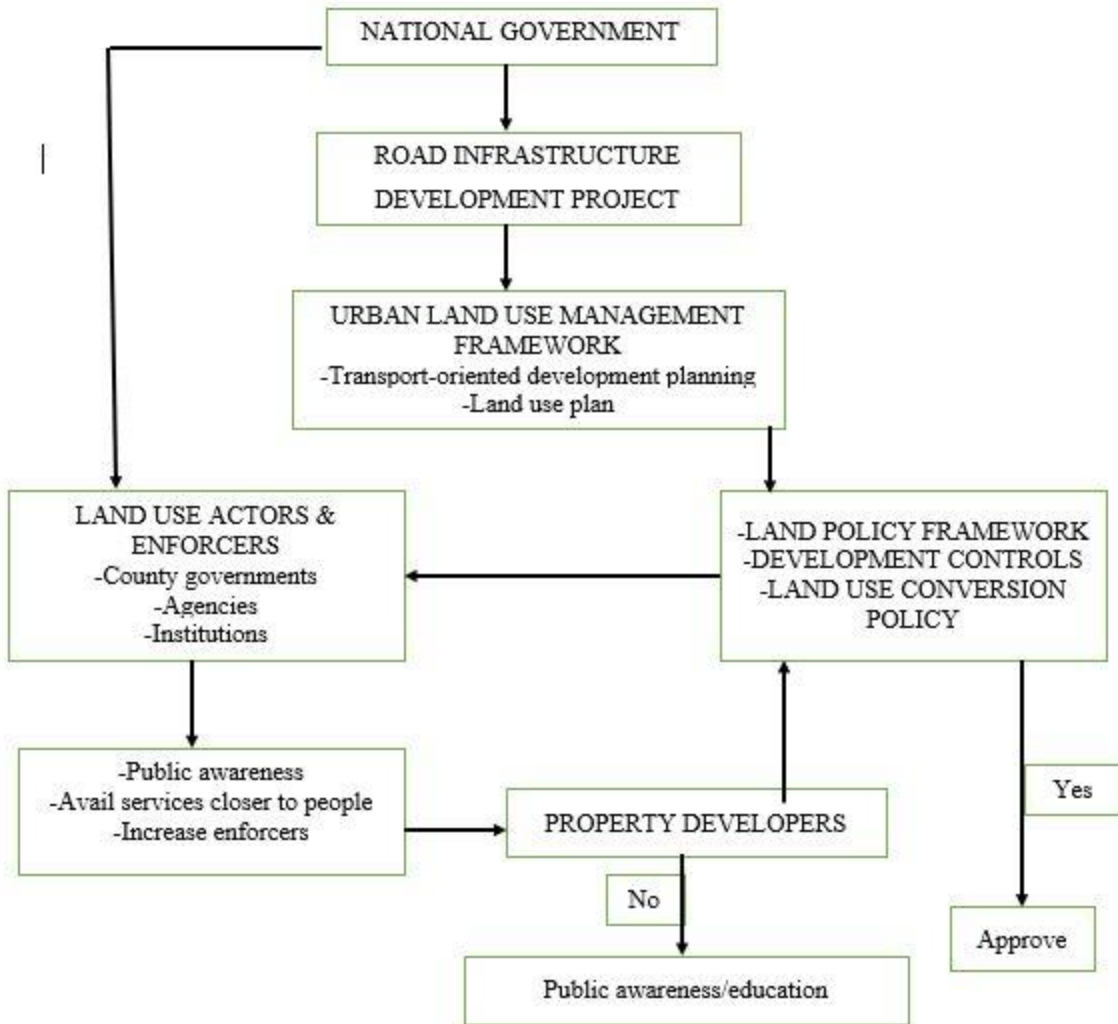 NATIONAL GOVERNMENT
ROAD INFRASTRUCTURE
DEVELOPMENT PROJECT
URBAN LAND USE MANAGEMENT
FRAMEWORK
-Transport-oriented development planning
-Land use plan
LAND USE ACTORS &
ENFORCERS
-County governments
-Agencies
-Institutions
-LAND POLICY FRAMEWORK
-DEVELOPMENT CONTROLS
-LAND USE CONVERSION
POLICY
-Public awareness
-Avail services closer to people
-Increase enforcers
PROPERTY DEVELOPERS
Yes
No
Approve
Public awareness/education